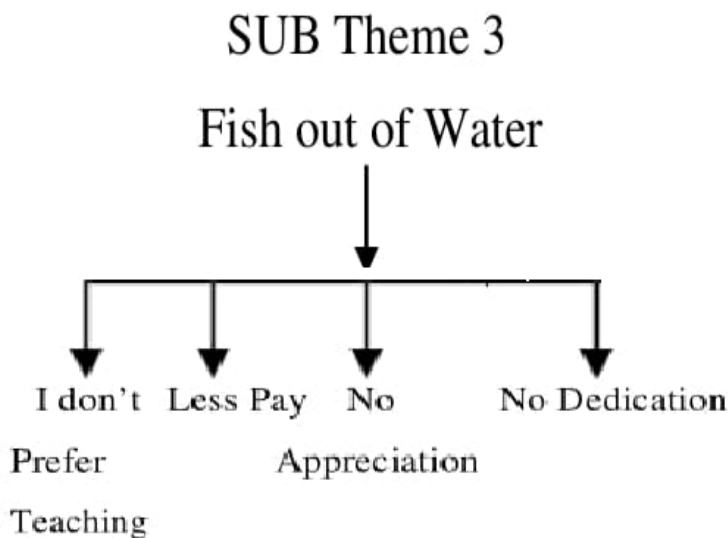 SUB Theme 3
Fish out of Water
I don't
Prefer
Teaching
Less Pay
No
Appreciation
No Dedication